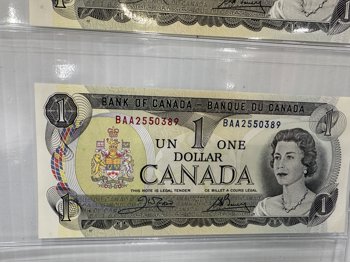 1 BANK OF CANADA - BANQUE DU CANADA 1
BAA2550389 BAA2550389
UN 1 ONE
DOLLAR
CANADA
THIS NOTE IS LEGAL TENDER CE BILLET A COURS LEGAL
1 1